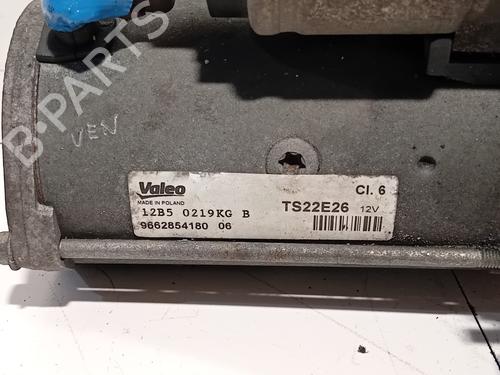 B-PARTS
VEN
Valeo Cl. 6
MADE IN POLAND TS22E26 12V
12B5 0219KG B
9662854180 06